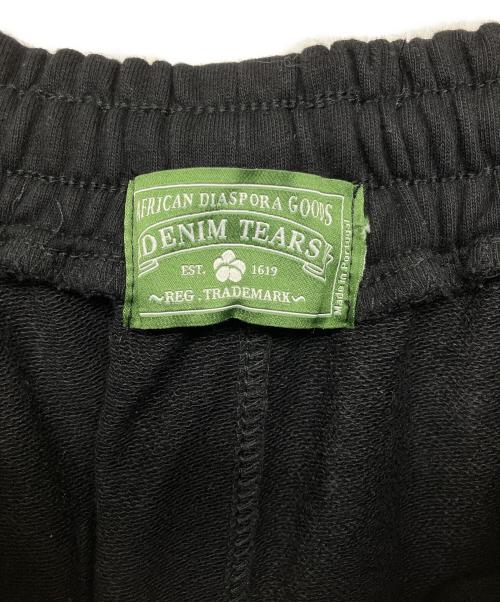 AFRICAN DIASPORA GOODS
DENIM TEARS
EST. 1619
~REG. TRADEMARK~
Made in Portugal